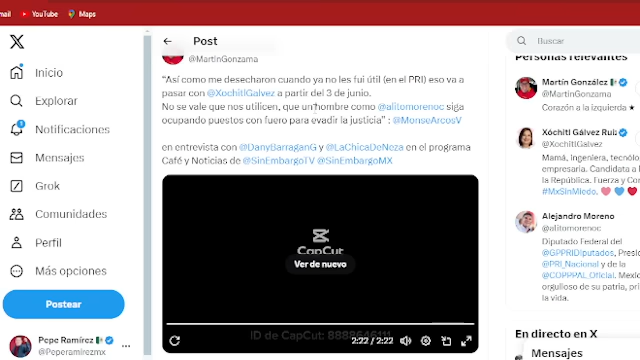 mail YouTube Maps
Inicio
Explorar
1
Notificaciones
Mensajes
Grok
Comunidades
Perfil
Más opciones
Postear
Pepe Ramírez
@Peperamirezmx
Post
@MartinGonzama
“Así como me desecharon cuando ya no les fui útil (en el PRI) eso va a
pasar con @XochitlGalvez a partir del 3 de junio.
No se vale que nos utilicen, que un hombre como @alitomorenoc siga
ocupando puestos con fuero para evadir la justicia” : @MonseArcosV
en entrevista con @DanyBarraganG y @LaChicaDeNeza en el programa
Café y Noticias de @SinEmbargoTV @SinEmbargoMX
CapCut
Ver de nuevo
ID de CapCut: 8888646111
2:22 / 2:22
Buscar
Personas relevantes
Martín González
@MartinGonzama
Corazón a la izquierda
Xóchitl Gálvez Ruiz
@XochitlGalvez
Mamá, ingeniera, tecnólo
empresaria. Candidata a
la República. Fuerza y Cor
#MxSinMiedo.
Alejandro Moreno
@alitomorenoc
Diputado Federal del
@GPPRIDiputados, Presi
@PRI_Nacional y de la
@COPPPAL_Oficial. Mexic
orgulloso de su patria, pri
la vida.
En directo en X
Mensajes